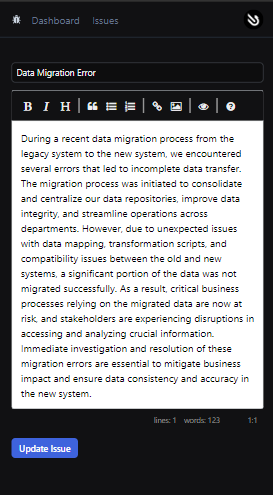 Dashboard Issues
Data Migration Error
B I H
During a recent data migration process from the
legacy system to the new system, we encountered
several errors that led to incomplete data transfer.
The migration process was initiated to consolidate
and centralize our data repositories, improve data
integrity, and streamline operations across
departments. However, due to unexpected issues
with data mapping, transformation scripts, and
compatibility issues between the old and new
systems, a significant portion of the data was not
migrated successfully. As a result, critical business
processes relying on the migrated data are now at
risk, and stakeholders are experiencing disruptions in
accessing and analyzing crucial information.
Immediate investigation and resolution of these
migration errors are essential to mitigate business
impact and ensure data consistency and accuracy in
the new system.
lines: 1 words: 123 1:1
Update Issue